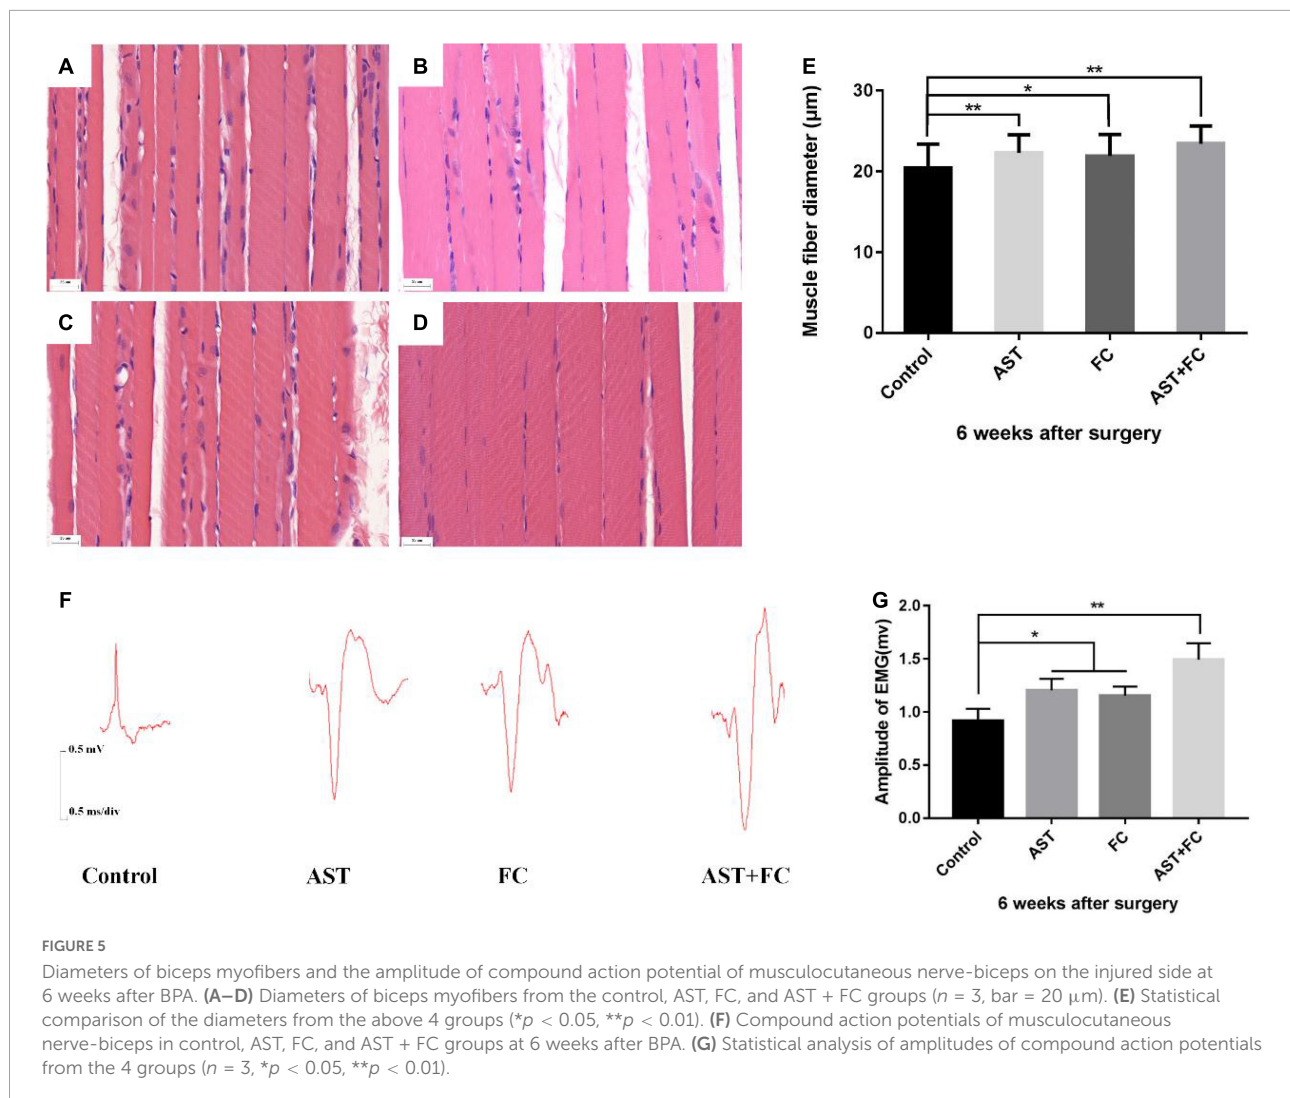 A
B
C
D
E
**
*
**
Muscle fiber diameter (μm)
30
20
10
0
Control
AST
FC
AST+FC
6 weeks after surgery
F
0.5 mV
0.5 ms/div
Control
AST
FC
AST+FC
G
**
*
Amplitude of EMG(mv)
2.0
1.5
1.0
0.5
0.0
Control
AST
FC
AST+FC
6 weeks after surgery
FIGURE 5
Diameters of biceps myofibers and the amplitude of compound action potential of musculocutaneous nerve-biceps on the injured side at
6 weeks after BPA. (A–D) Diameters of biceps myofibers from the control, AST, FC, and AST + FC groups (n = 3, bar = 20 μm). (E) Statistical
comparison of the diameters from the above 4 groups (*p < 0.05, **p < 0.01). (F) Compound action potentials of musculocutaneous
nerve-biceps in control, AST, FC, and AST + FC groups at 6 weeks after BPA. (G) Statistical analysis of amplitudes of compound action potentials
from the 4 groups (n = 3, *p < 0.05, **p < 0.01).